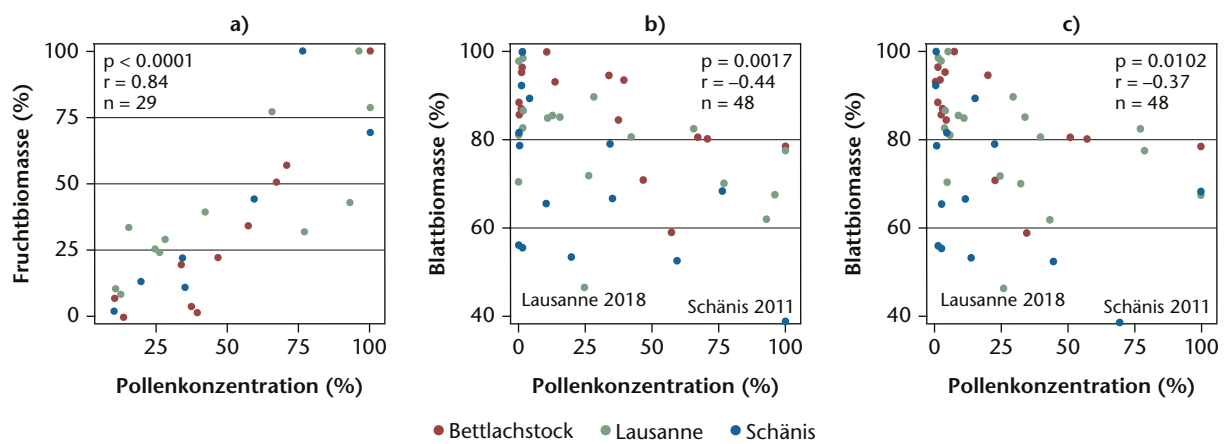 a)
Fruchtbiomasse (%)
100
75
50
25
0
p < 0.0001
r = 0.84
n = 29
25
50
75
100
Pollenkonzentration (%)
b)
Blattbiomasse (%)
100
80
60
40
p = 0.0017
r = –0.44
n = 48
Lausanne 2018
Schänis 2011
0
25
50
75
100
Pollenkonzentration (%)
c)
Blattbiomasse (%)
100
80
60
40
p = 0.0102
r = –0.37
n = 48
Lausanne 2018
Schänis 2011
0
25
50
75
100
Pollenkonzentration (%)
Bettlachstock
Lausanne
Schänis